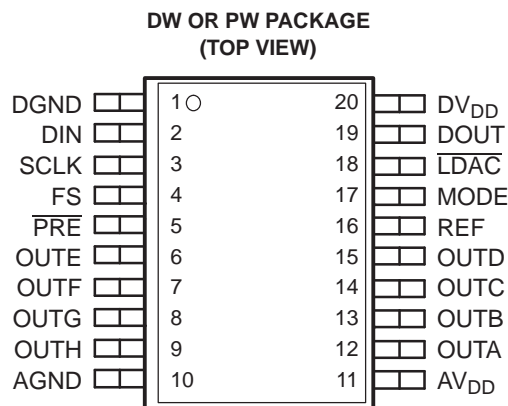 DW OR PW PACKAGE
(TOP VIEW)
DGND 1 20 DVDD
DIN 2 19 DOUT
SCLK 3 18 LDAC
FS 4 17 MODE
PRE 5 16 REF
OUTE 6 15 OUTD
OUTF 7 14 OUTC
OUTG 8 13 OUTB
OUTH 9 12 OUTA
AGND 10 11 AVDD